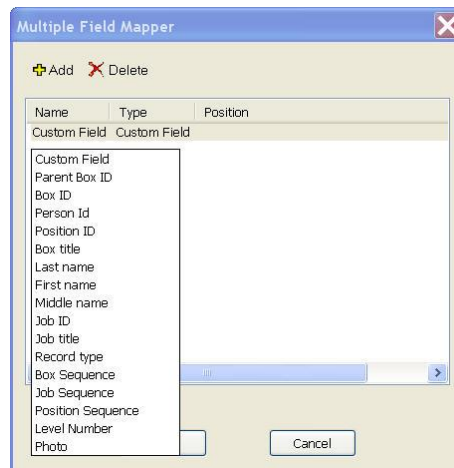 Multiple Field Mapper
Add Delete
Name Type Position
Custom Field Custom Field
Custom Field
Parent Box ID
Box ID
Person Id
Position ID
Box title
Last name
First name
Middle name
Job ID
Job title
Record type
Box Sequence
Job Sequence
Position Sequence
Level Number
Photo
Cancel